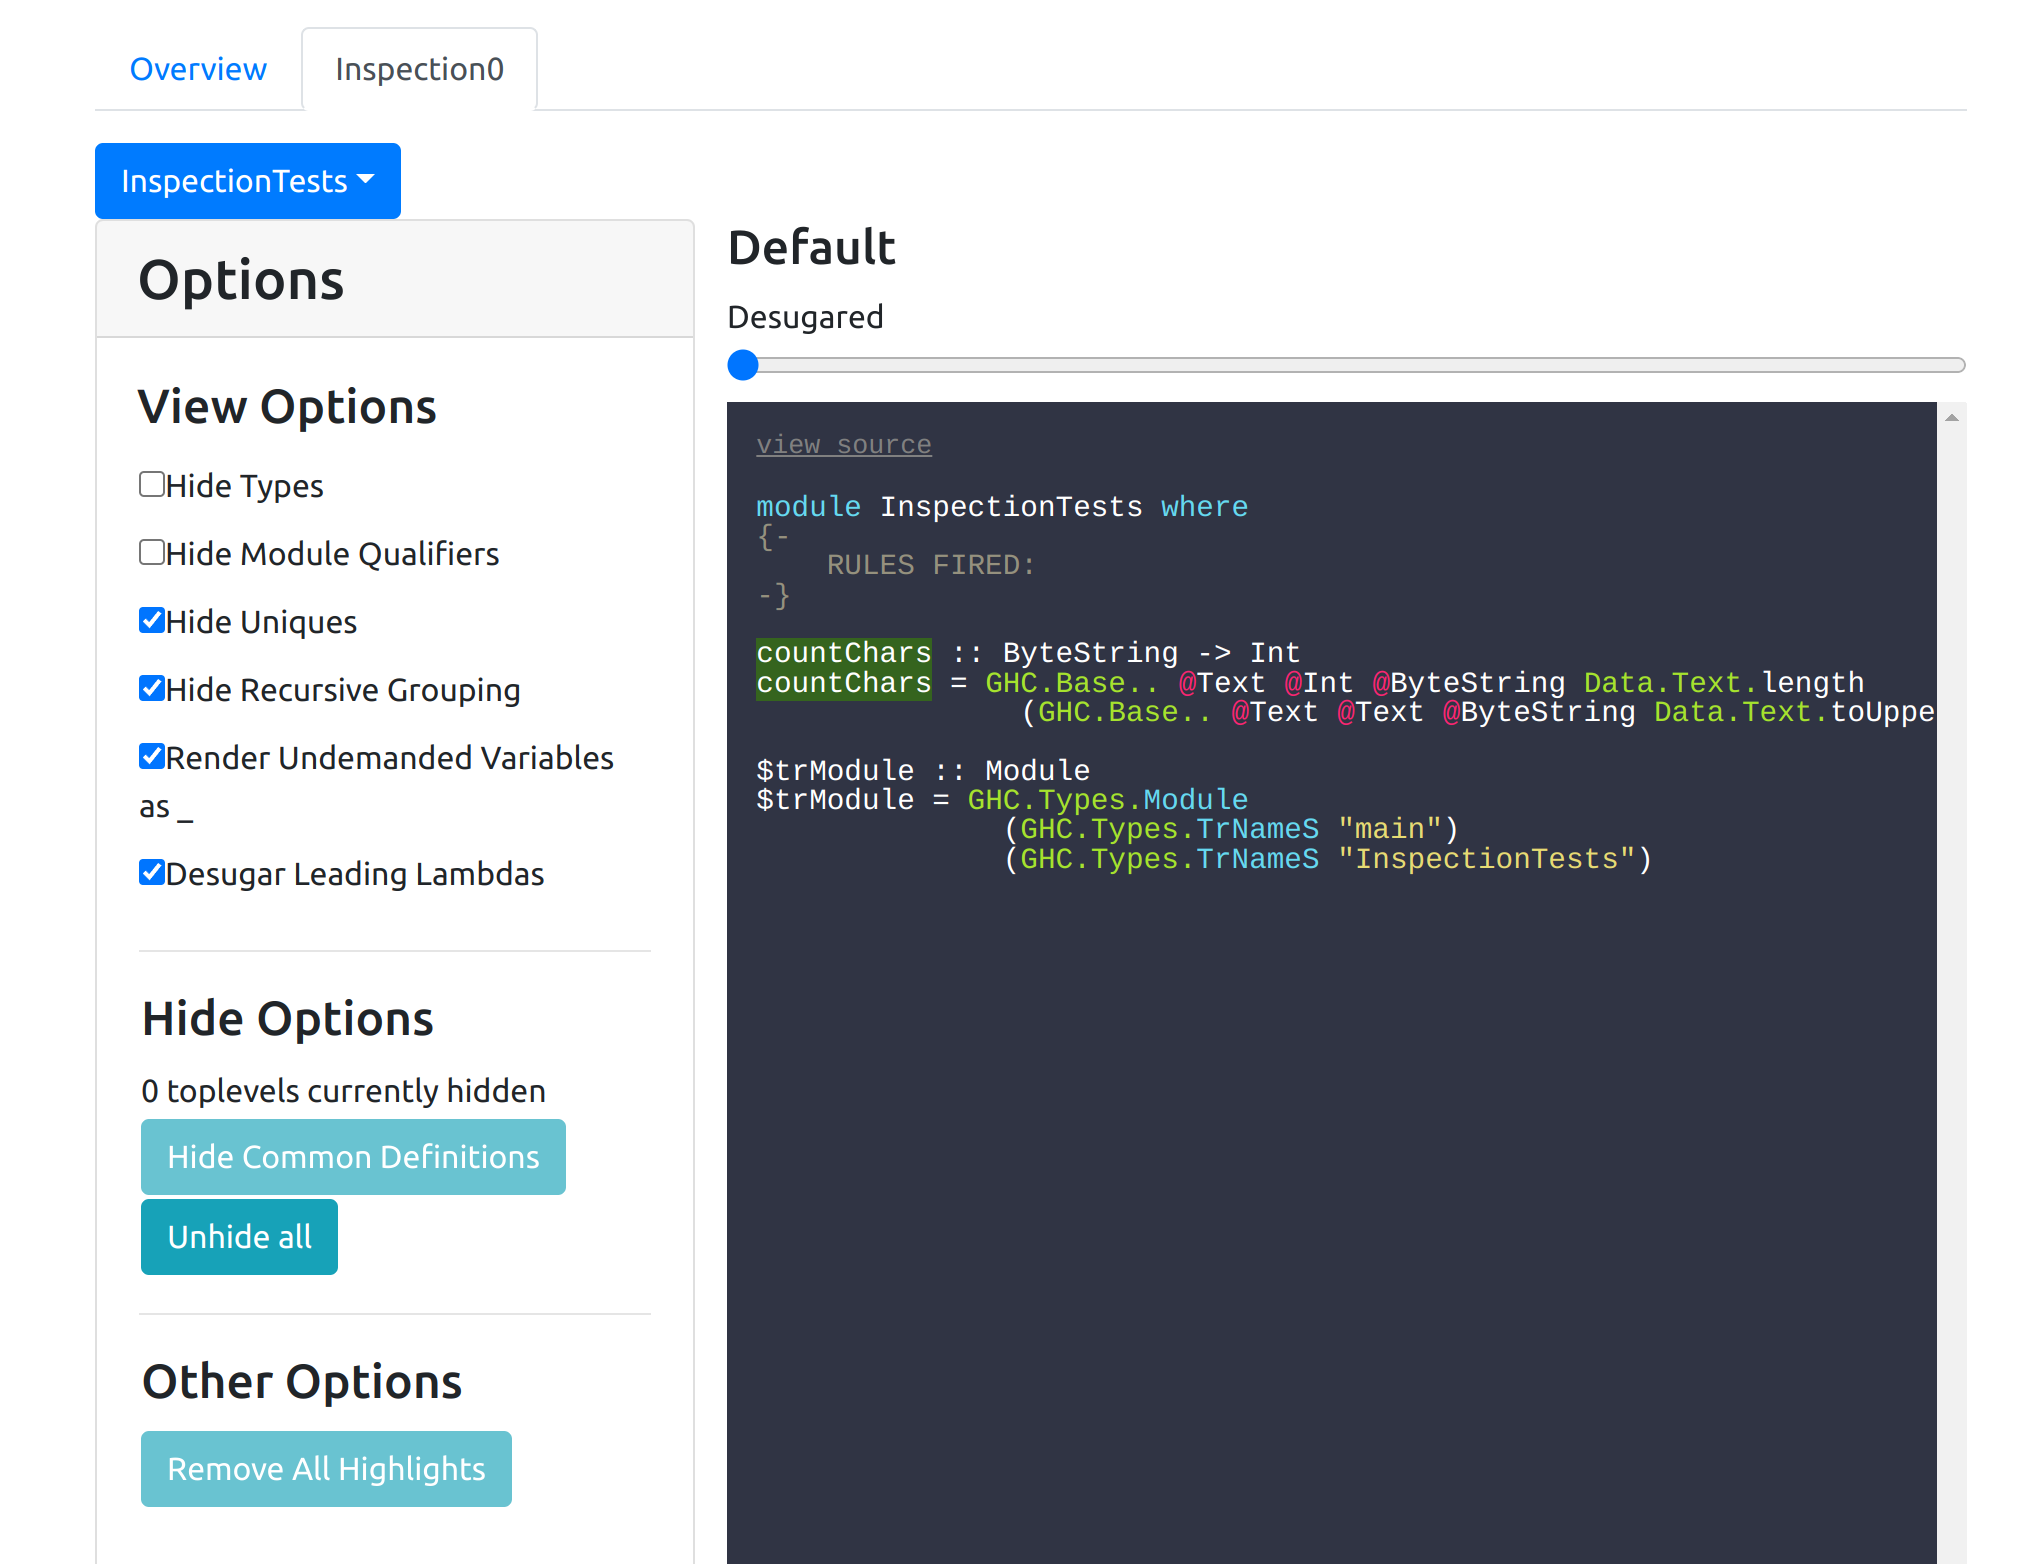 Overview
Inspection0
InspectionTests
Options
View Options
Hide Types
Hide Module Qualifiers
Hide Uniques
Hide Recursive Grouping
Render Undemanded Variables
as _
Desugar Leading Lambdas
Hide Options
0 toplevels currently hidden
Hide Common Definitions
Unhide all
Other Options
Remove All Highlights
Default
Desugared
view source
module InspectionTests where
{-
    RULES FIRED:
-}
countChars :: ByteString -> Int
countChars = GHC.Base.. @Text @Int @ByteString Data.Text.length
               (GHC.Base.. @Text @Text @ByteString Data.Text.toUppe
$trModule :: Module
$trModule = GHC.Types.Module
              (GHC.Types.TrNameS "main")
              (GHC.Types.TrNameS "InspectionTests")